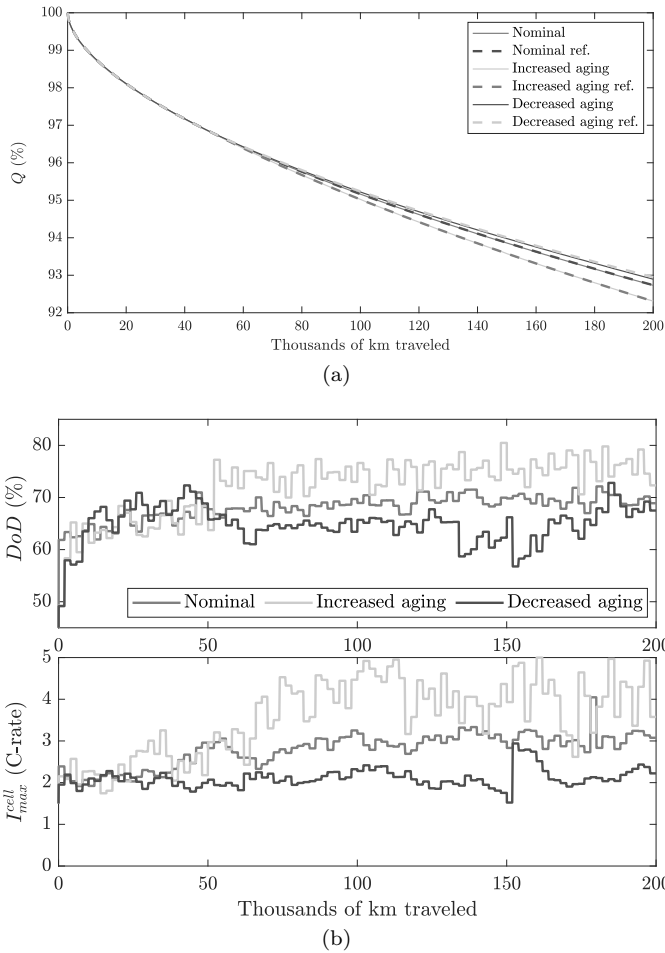 100
99
98
97
96
95
94
93
92
Q (%)
Nominal
Nominal ref.
Increased aging
Increased aging ref.
Decreased aging
Decreased aging ref.
0 20 40 60 80 100 120 140 160 180 200
Thousands of km traveled
(a)
80
70
60
50
DoD (%)
Nominal Increased aging Decreased aging
0 50 100 150 200
5
4
3
2
1
0
I_{max}^{cell} (C-rate)
0 50 100 150 200
Thousands of km traveled
(b)